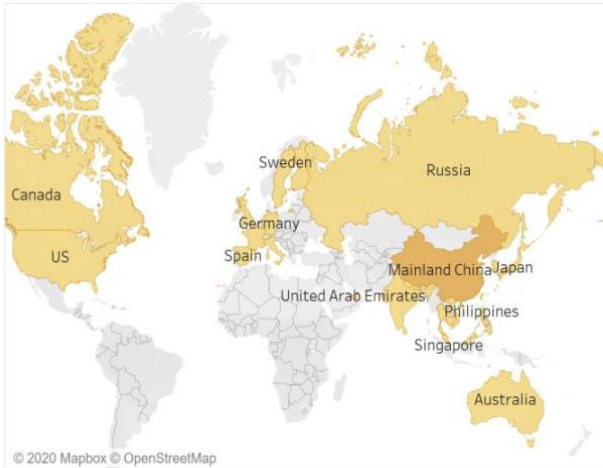 Sweden
Russia
Canada
Germany
US
Spain
Mainland China
Japan
United Arab Emirates
Philippines
Singapore
Australia
© 2020 Mapbox © OpenStreetMap